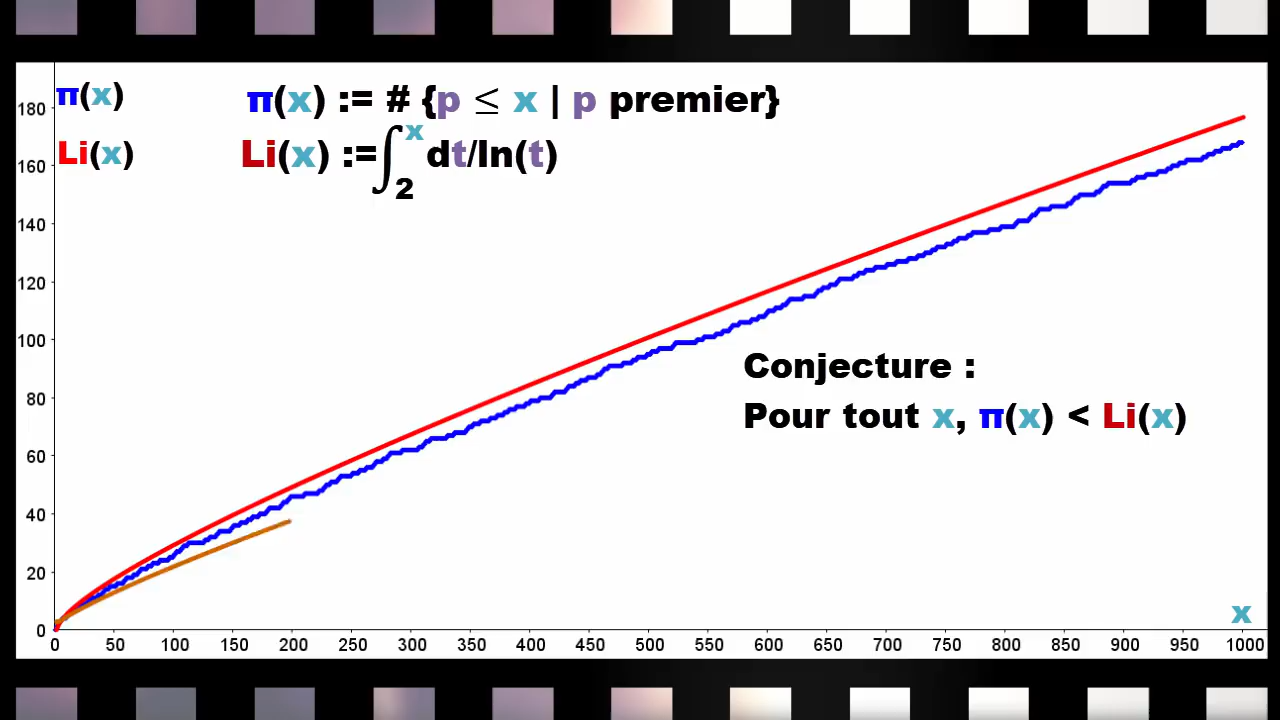 π(x)
π(x) := # {p ≤ x | p premier}
Li(x)
Li(x) := ∫₂ˣ dt/ln(t)
180
160
140
120
100
80
60
40
20
0
Conjecture :
Pour tout x, π(x) < Li(x)
x
0 50 100 150 200 250 300 350 400 450 500 550 600 650 700 750 800 850 900 950 1000